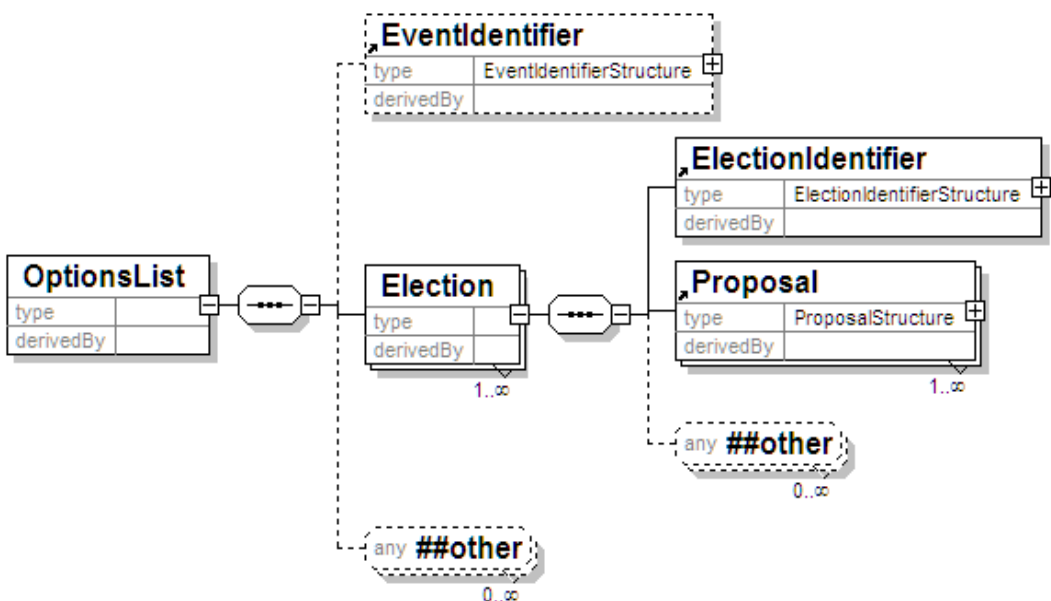 EventIdentifier
type EventIdentifierStructure
derivedBy
ElectionIdentifier
type ElectionIdentifierStructure
derivedBy
OptionsList
type
derivedBy
Election
type
derivedBy
1..∞
Proposal
type ProposalStructure
derivedBy
1..∞
any ##other
0..∞
any ##other
0..∞